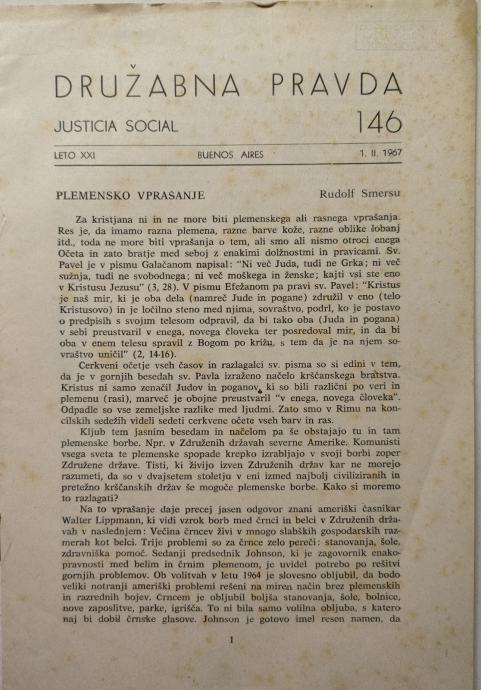 DRUŽABNA PRAVDA
JUSTICIA SOCIAL
146
LETO XXI
BUENOS AIRES
1. II. 1967
PLEMENSKO VPRASANJE
Rudolf Smersu
Za kristjana ni in ne more biti plemenskega ali rasnega vprašanja.
Res je, da imamo razna plemena, razne barve kože, razne oblike lobanj
itd., toda ne more biti vprašanja o tem, ali smo ali nismo otroci enega
Očeta in zato bratje med seboj z enakimi dolžnostmi in pravicami. Sv.
Pavel je v pismu Galačanom napisal: "Ni več Juda, tudi ne Grka; ni več
sužnja, tudi ne svobodnega; ni več moškega in ženske; kajti vsi ste eno
v Kristusu Jezusu" (3, 28). V pismu Efežanom pa pravi sv. Pavel: "Kristus
je naš mir, ki je oba dela (namreč Jude in pogane) združil v eno (telo
Kristusovo) in je ločilno steno med njima, sovraštvo, podrl, ko je postavo
o predpisih s svojim telesom odpravil, da bi tako oba (Juda in pogana)
v sebi preustvaril v enega, novega človeka ter posredoval mir, in da bi
oba v enem telesu spravil z Bogom po križu, s tem da je na njem so-
vraštvo uničil" (2, 14-16).
Cerkveni očetje vseh časov in razlagalci sv. pisma so si edini v tem,
da je v gornjih besedah sv. Pavla izraženo načelo krščanskega bratstva.
Kristus ni samo zenačil Judov in poganov, ki so bili različni po veri in
plemenu (rasi), marveč je obojne preustvaril "v enega, novega človeka".
Odpadle so vse zemeljske razlike med ljudmi. Zato smo v Rimu na kon-
cilskih sedežih videli sedeti cerkvene očete vseh barv in ras.
Kljub tem jasnim besedam in načelom pa še obstajajo tu in tam
plemenske borbe. Npr. v Združenih državah severne Amerike. Komunisti
vsega sveta te plemenske spopade krepko izrabljajo v svoji borbi zoper
Združene države. Tisti, ki živijo izven Združenih držav kar ne morejo
razumeti, da so v dvajsetem stoletju v eni izmed najbolj civiliziranih in
pretežno krščanskih držav še mogoče plemenske borbe. Kako si moremo
to razlagati?
Na to vprašanje daje precej jasen odgovor znani ameriški časnikar
Walter Lippmann, ki vidi vzrok borb med črnci in belci v Združenih drža-
vah v naslednjem: Večina črncev živi v mnogo slabših gospodarskih raz-
merah kot belci. Trije problemi so za črnce zelo pereči: stanovanja, šole,
zdravniška pomoč. Sedanji predsednik Johnson, ki je zagovornik enako-
pravnosti med belim in črnim plemenom, je uvidel potrebo po rešitvi
gornjih problemov. Ob volitvah v letu 1964 je slovesno obljubil, da bodo
veliki notranji ameriški problemi rešeni na miren način brez plemenskih
in razrednih bojev. Črncem je obljubil boljša stanovanja, šole, bolnice,
nove zaposlitve, parke, igrišča. To ni bila samo volilna obljuba, s katero
naj bi dobil črnske glasove. Johnson je gotovo imel resen namen, da
1